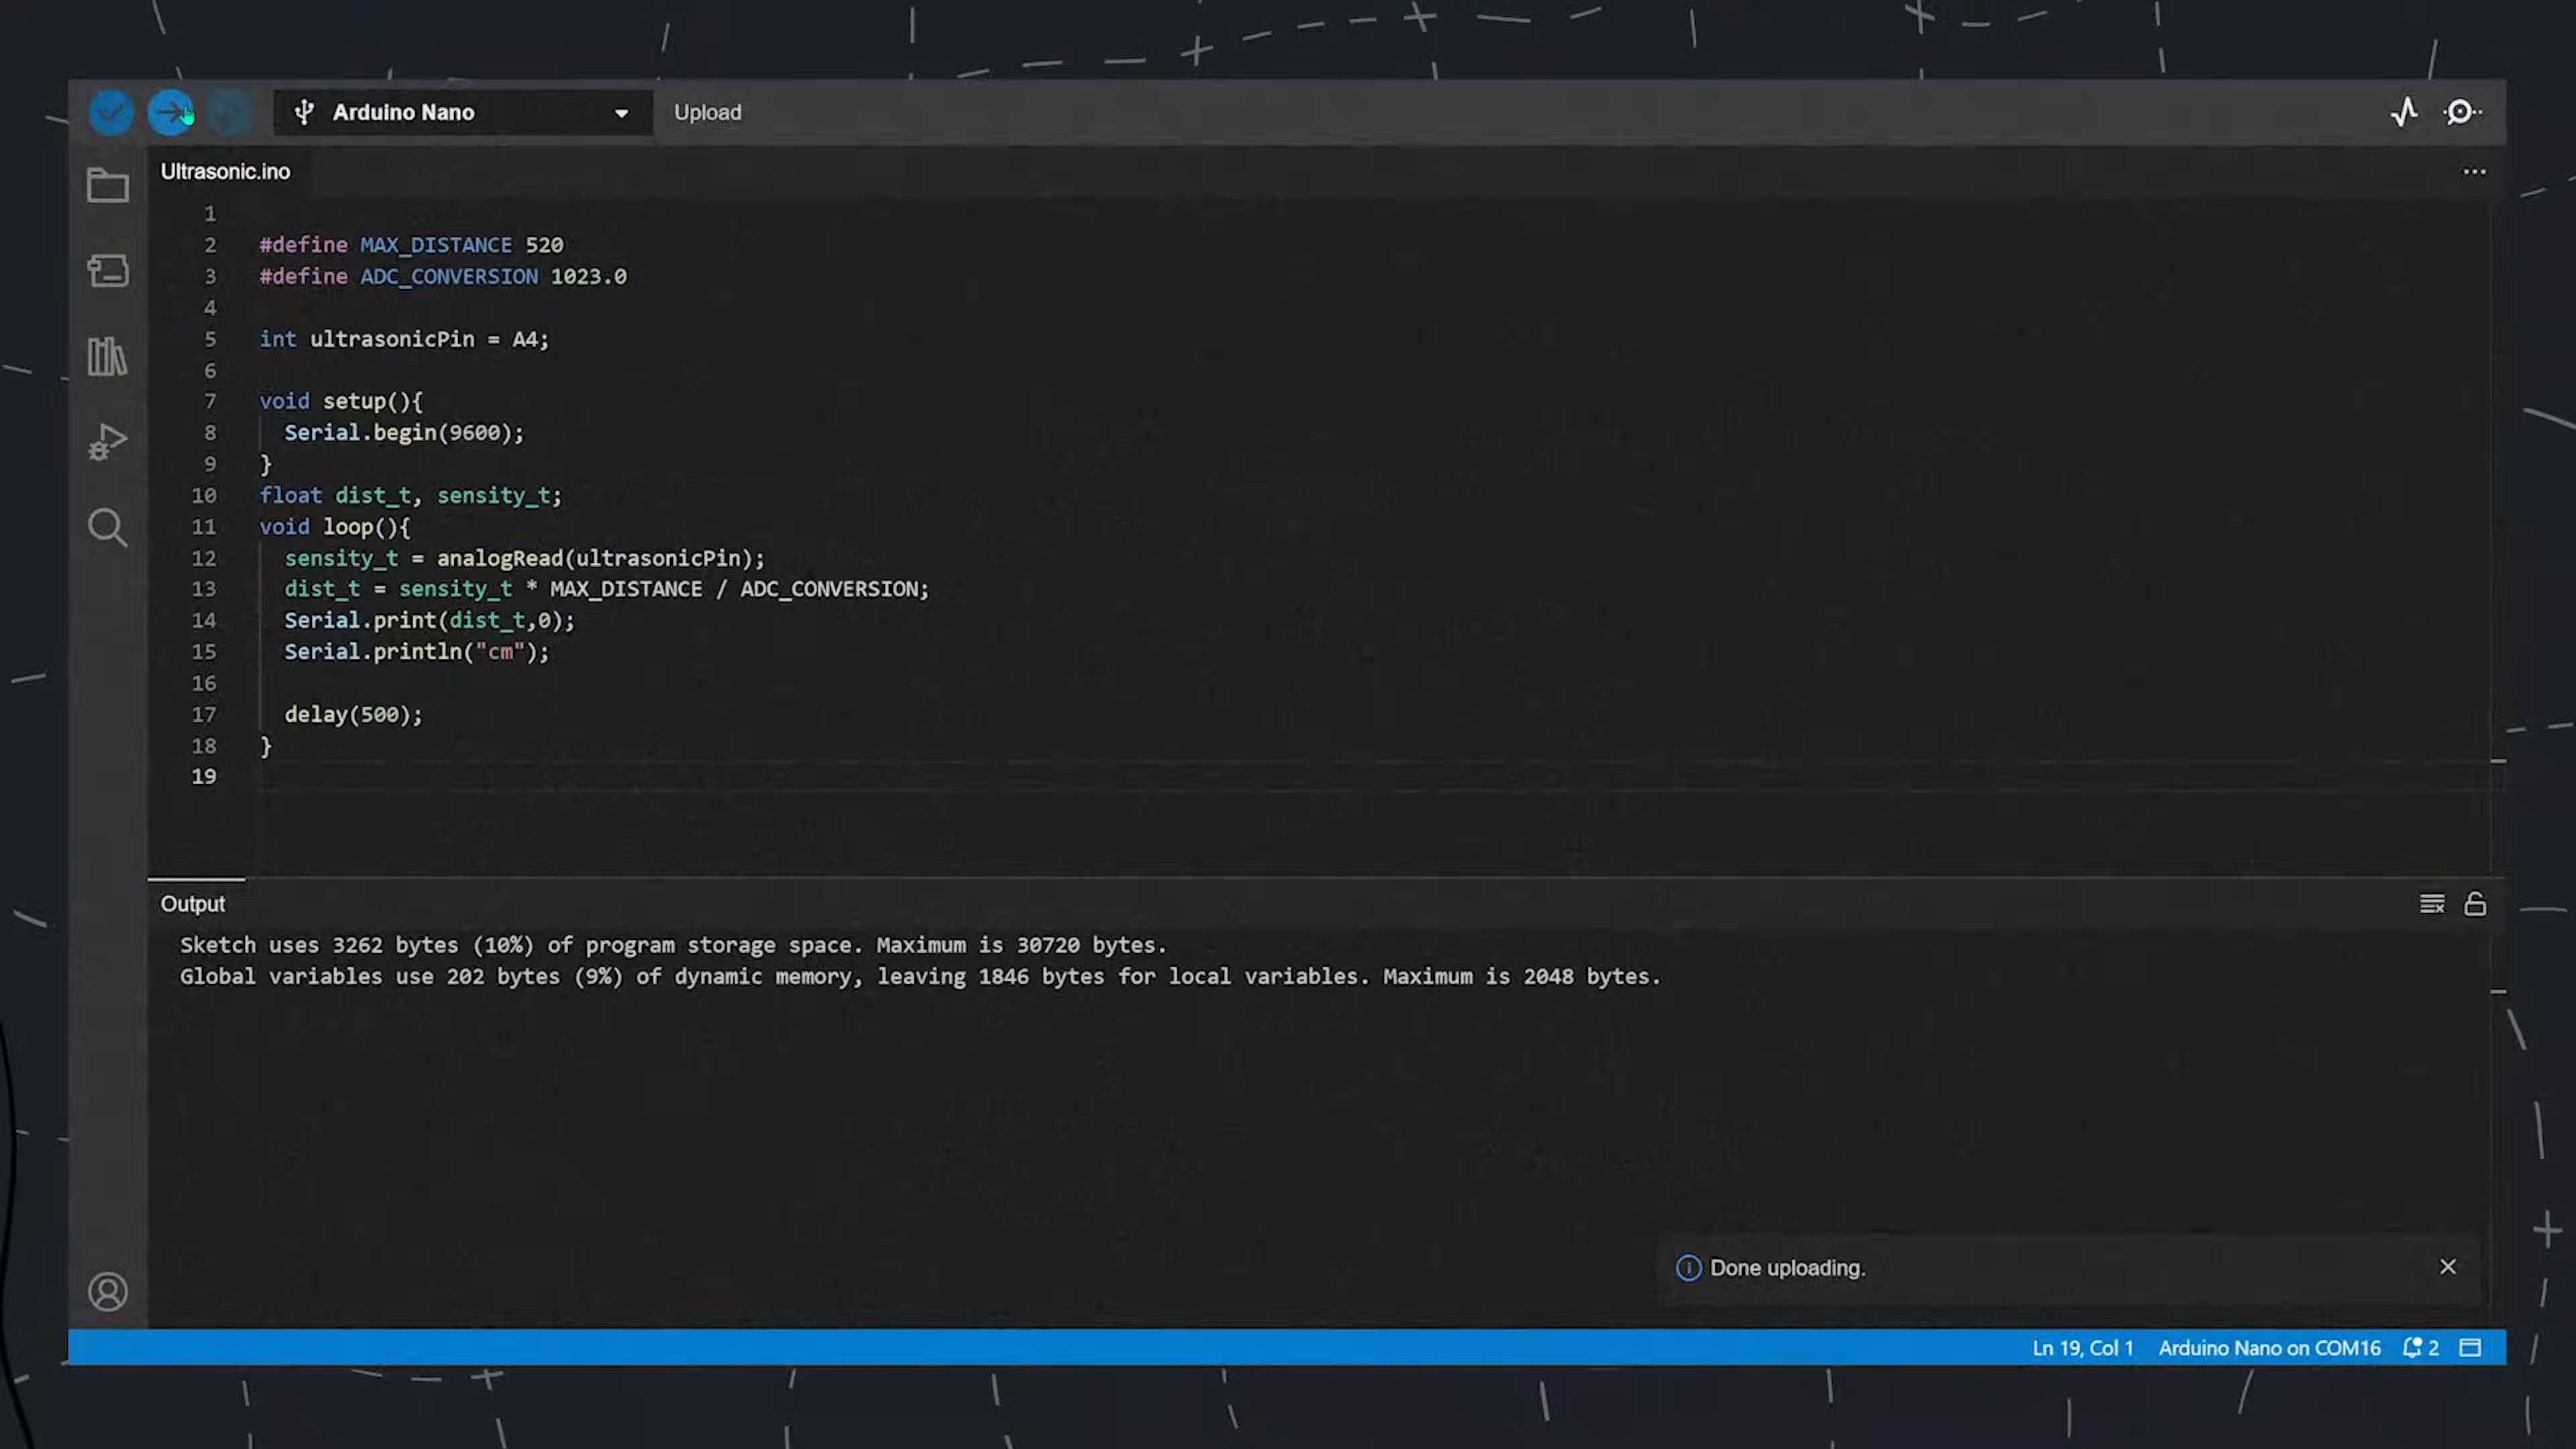 Arduino Nano Upload
Ultrasonic.ino
1
2 #define MAX_DISTANCE 520
3 #define ADC_CONVERSION 1023.0
4
5 int ultrasonicPin = A4;
6
7 void setup(){
8 Serial.begin(9600);
9 }
10 float dist_t, sensity_t;
11 void loop(){
12 sensity_t = analogRead(ultrasonicPin);
13 dist_t = sensity_t * MAX_DISTANCE / ADC_CONVERSION;
14 Serial.print(dist_t,0);
15 Serial.println("cm");
16
17 delay(500);
18 }
19
Output
Sketch uses 3262 bytes (10%) of program storage space. Maximum is 30720 bytes.
Global variables use 202 bytes (9%) of dynamic memory, leaving 1846 bytes for local variables. Maximum is 2048 bytes.
Done uploading.
Ln 19, Col 1 Arduino Nano on COM16 2